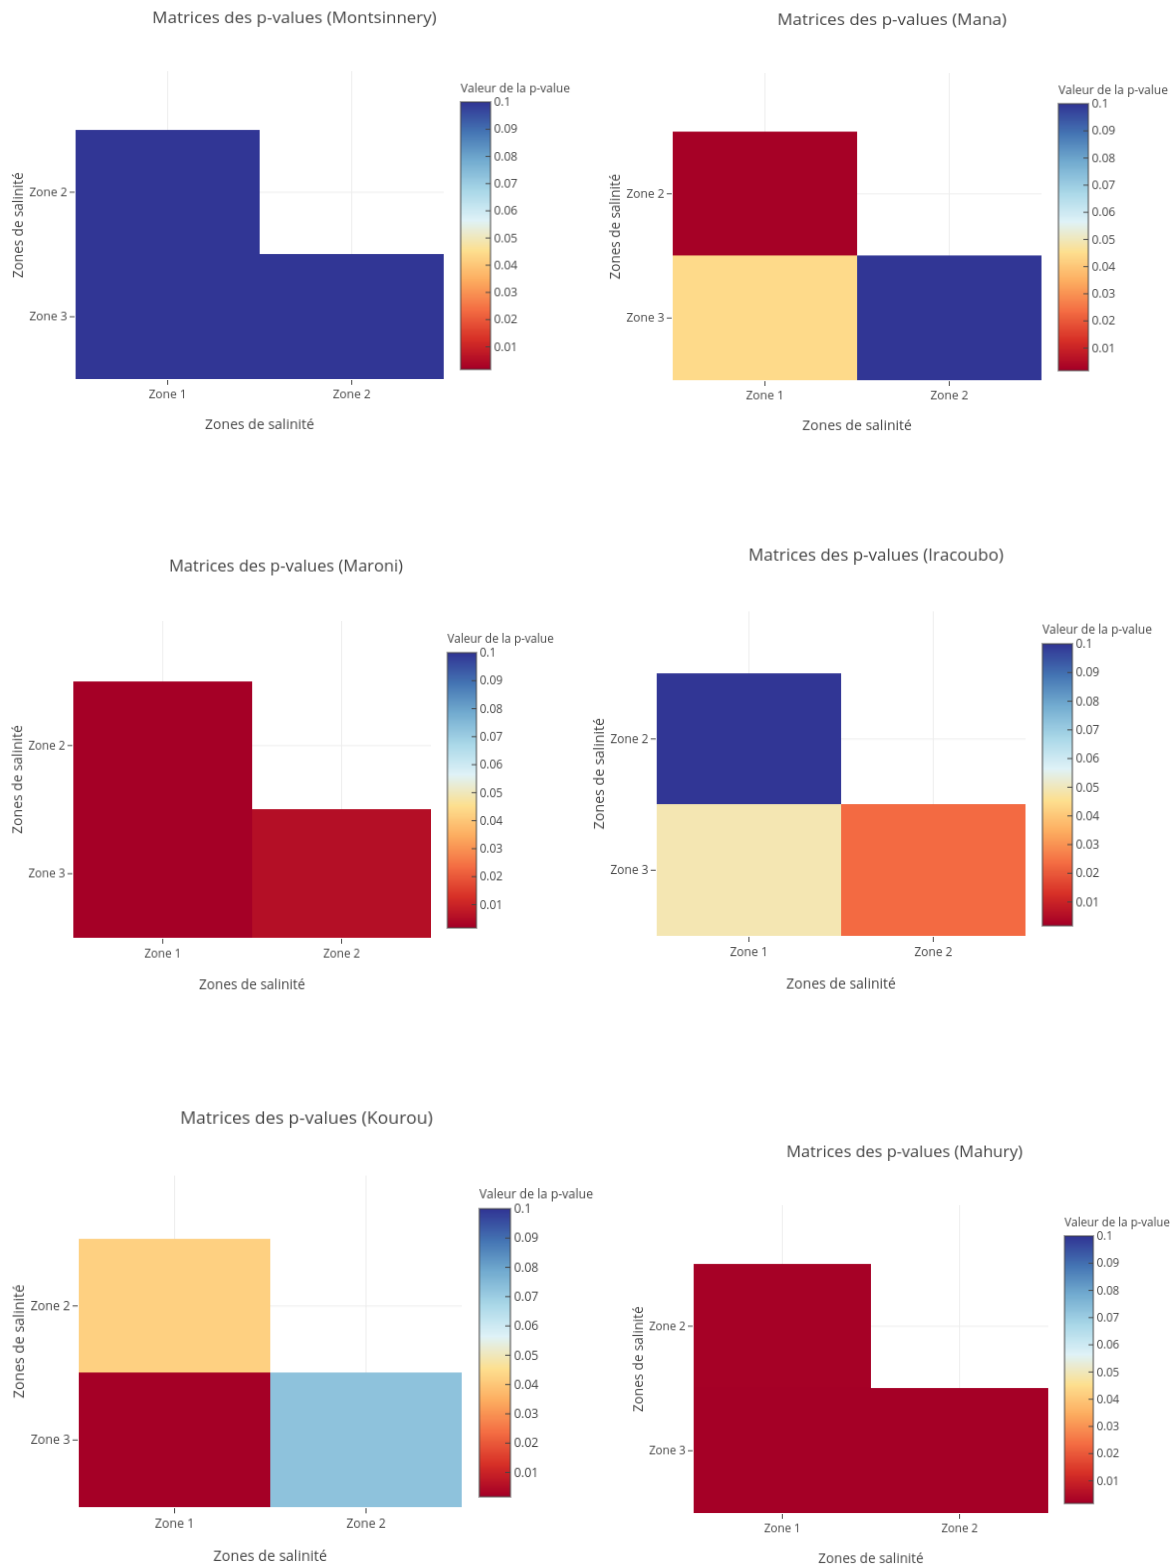 Matrices des p-values (Montsinnery)
Valeur de la p-value
0.1
0.09
0.08
0.07
0.06
0.05
0.04
0.03
0.02
0.01
Zones de salinité
Zone 2
Zone 3
Zone 1
Zone 2
Zones de salinité
Matrices des p-values (Mana)
Valeur de la p-value
0.1
0.09
0.08
0.07
0.06
0.05
0.04
0.03
0.02
0.01
Zones de salinité
Zone 2
Zone 3
Zone 1
Zone 2
Zones de salinité
Matrices des p-values (Maroni)
Valeur de la p-value
0.1
0.09
0.08
0.07
0.06
0.05
0.04
0.03
0.02
0.01
Zones de salinité
Zone 2
Zone 3
Zone 1
Zone 2
Zones de salinité
Matrices des p-values (Iracoubo)
Valeur de la p-value
0.1
0.09
0.08
0.07
0.06
0.05
0.04
0.03
0.02
0.01
Zones de salinité
Zone 2
Zone 3
Zone 1
Zone 2
Zones de salinité
Matrices des p-values (Kourou)
Valeur de la p-value
0.1
0.09
0.08
0.07
0.06
0.05
0.04
0.03
0.02
0.01
Zones de salinité
Zone 2
Zone 3
Zone 1
Zone 2
Zones de salinité
Matrices des p-values (Mahury)
Valeur de la p-value
0.1
0.09
0.08
0.07
0.06
0.05
0.04
0.03
0.02
0.01
Zones de salinité
Zone 2
Zone 3
Zone 1
Zone 2
Zones de salinité